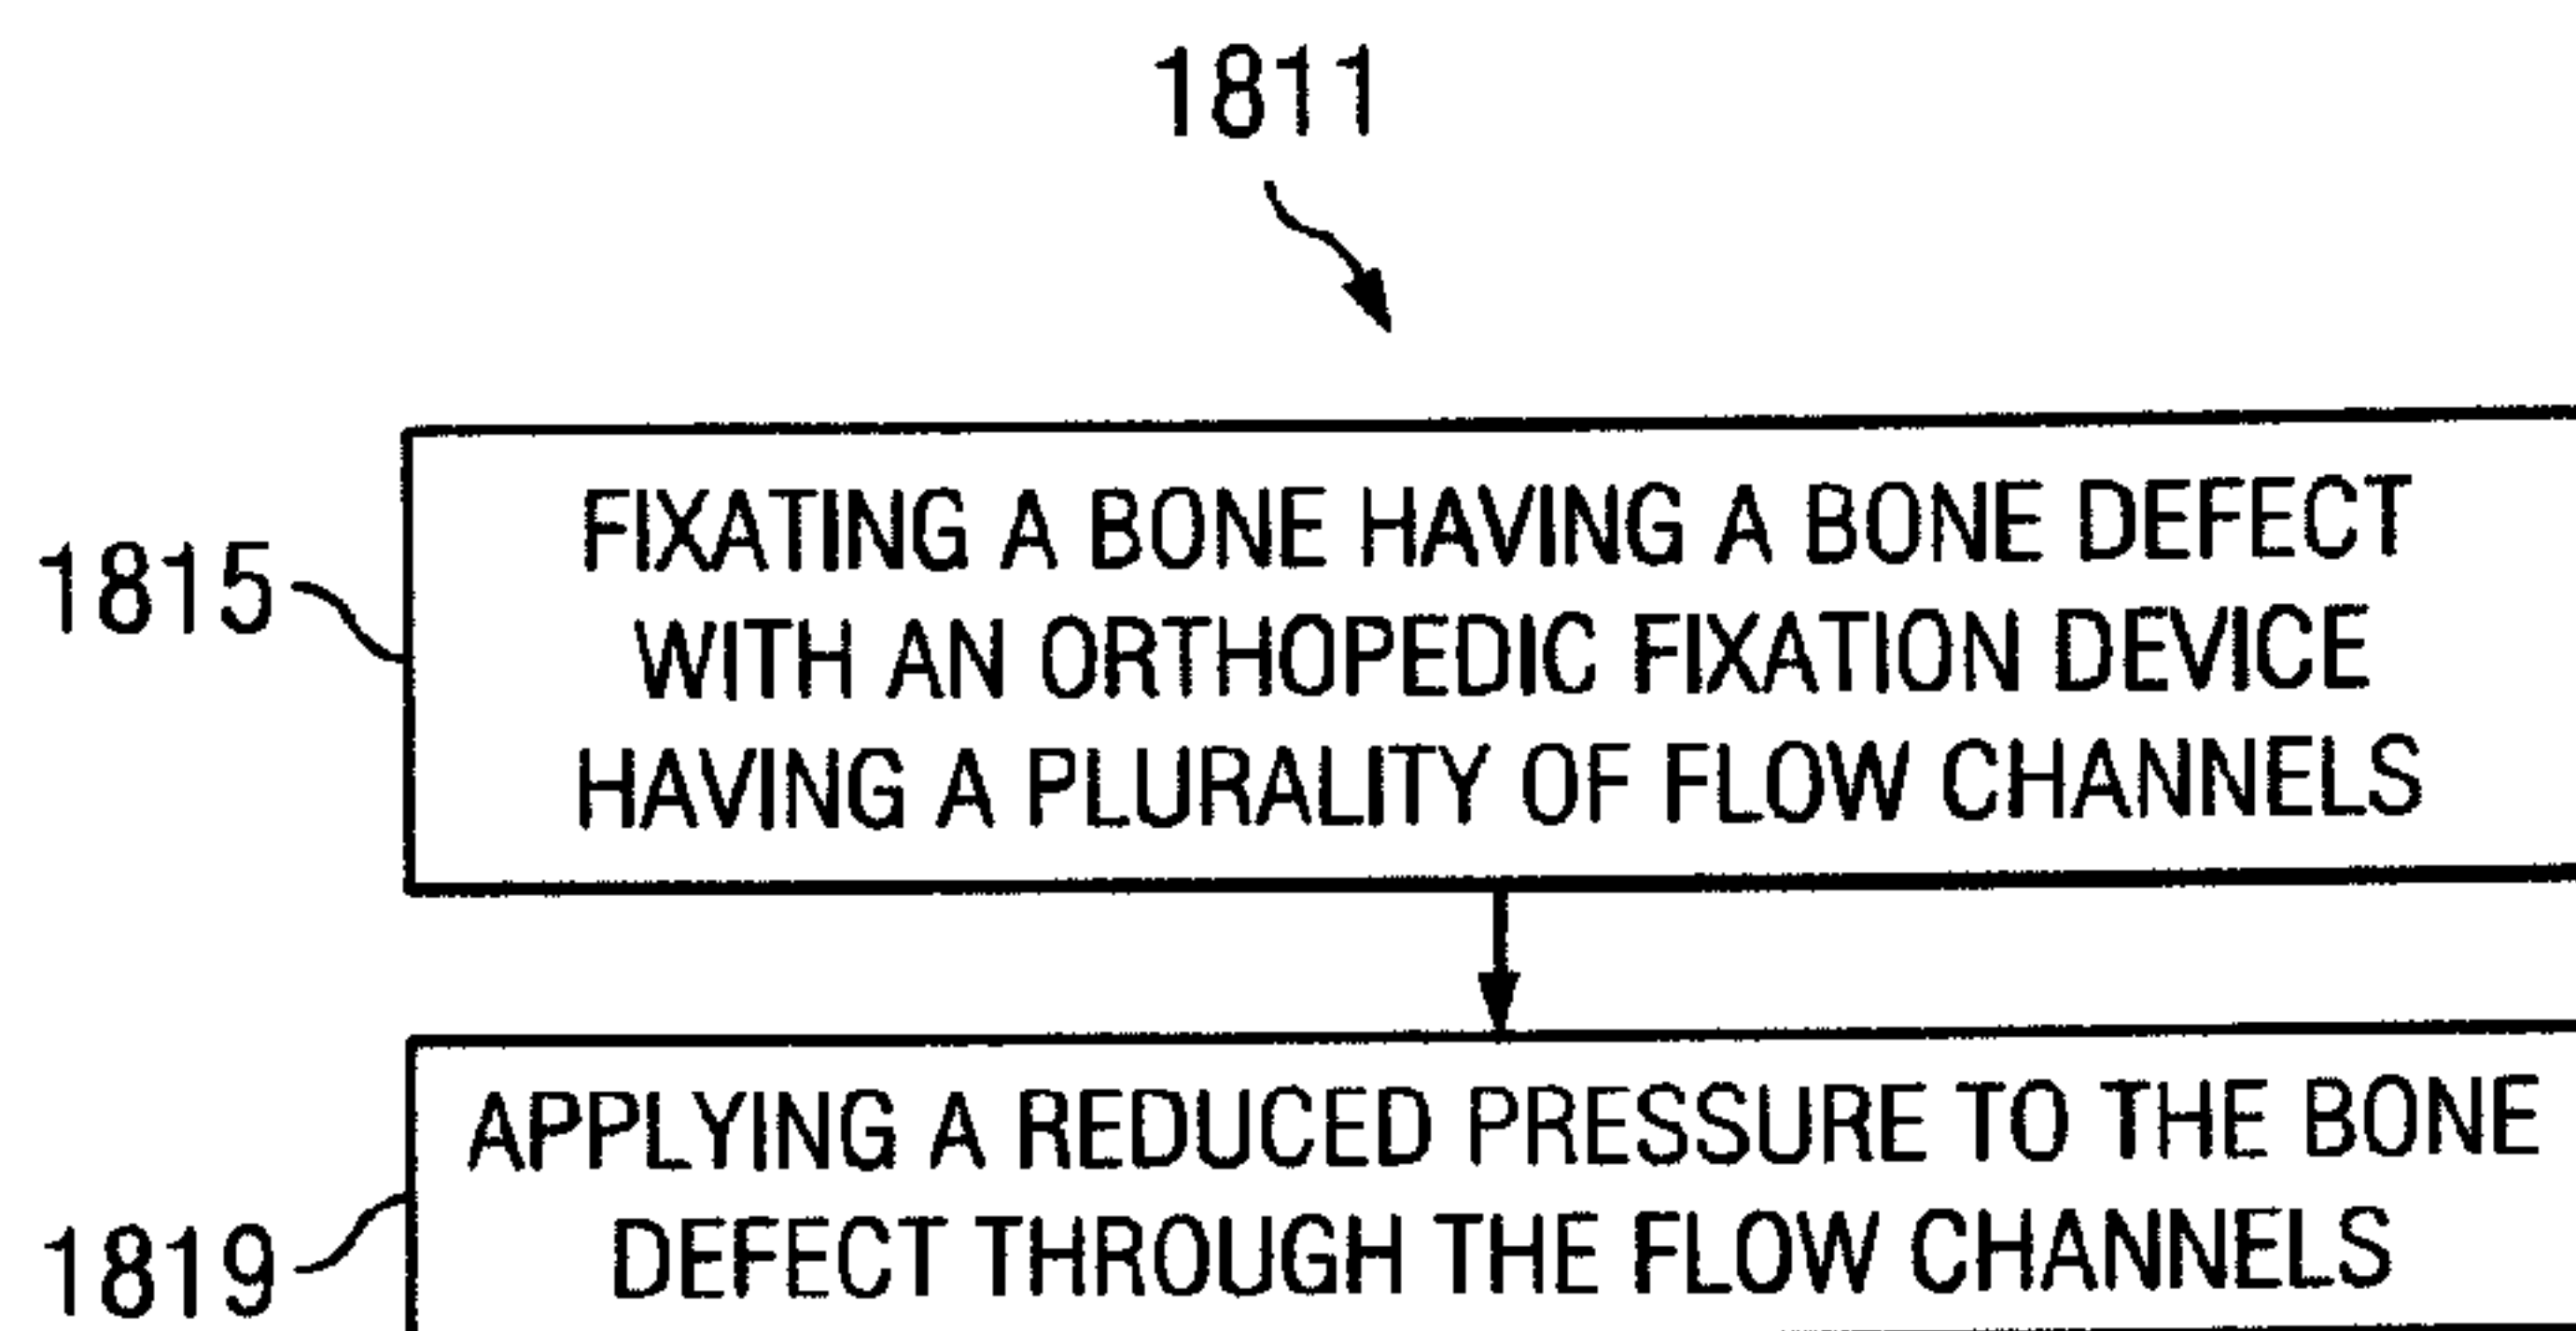 1811
1815
FIXATING A BONE HAVING A BONE DEFECT
WITH AN ORTHOPEDIC FIXATION DEVICE
HAVING A PLURALITY OF FLOW CHANNELS
1819
APPLYING A REDUCED PRESSURE TO THE BONE
DEFECT THROUGH THE FLOW CHANNELS